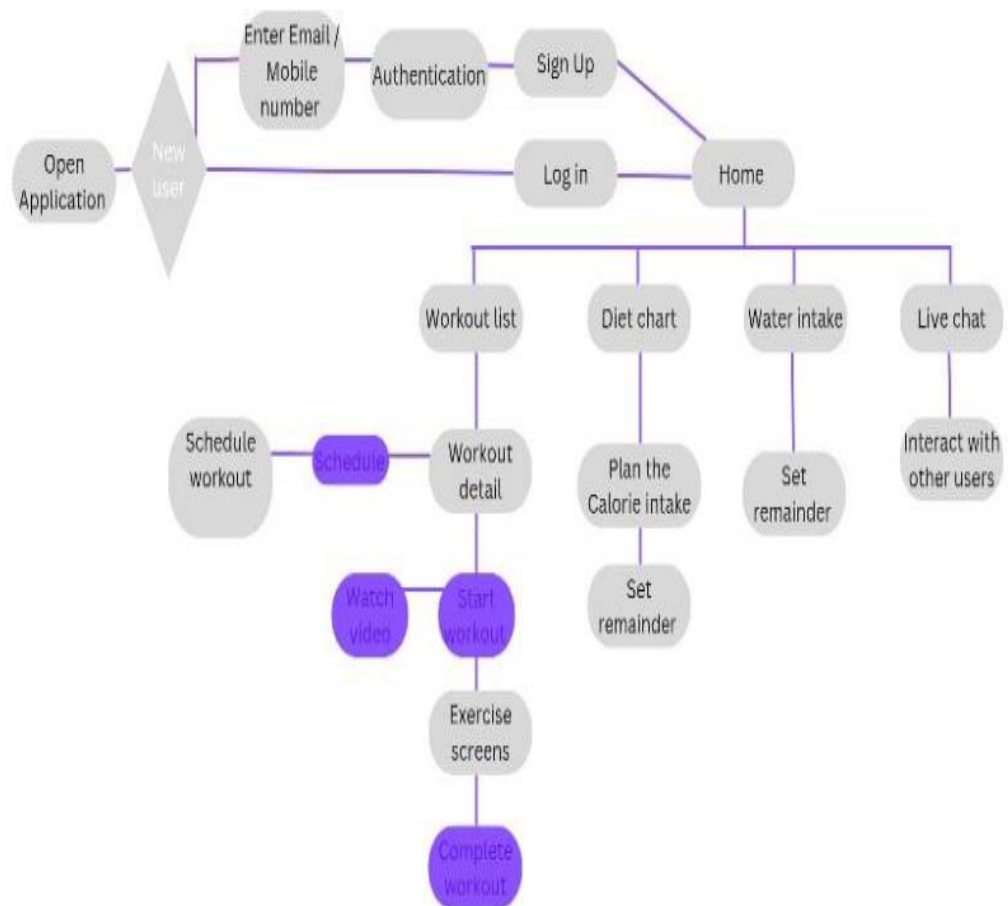 Enter Email /
Mobile
number
Authentication
Sign Up
Open
Application
New
user
Log in
Home
Workout list
Diet chart
Water intake
Live chat
Schedule
workout
Schedule
Workout
detail
Plan the
Calorie intake
Set
remainder
Interact with
other users
Watch
video
Start
workout
Set
remainder
Exercise
screens
Complete
workout